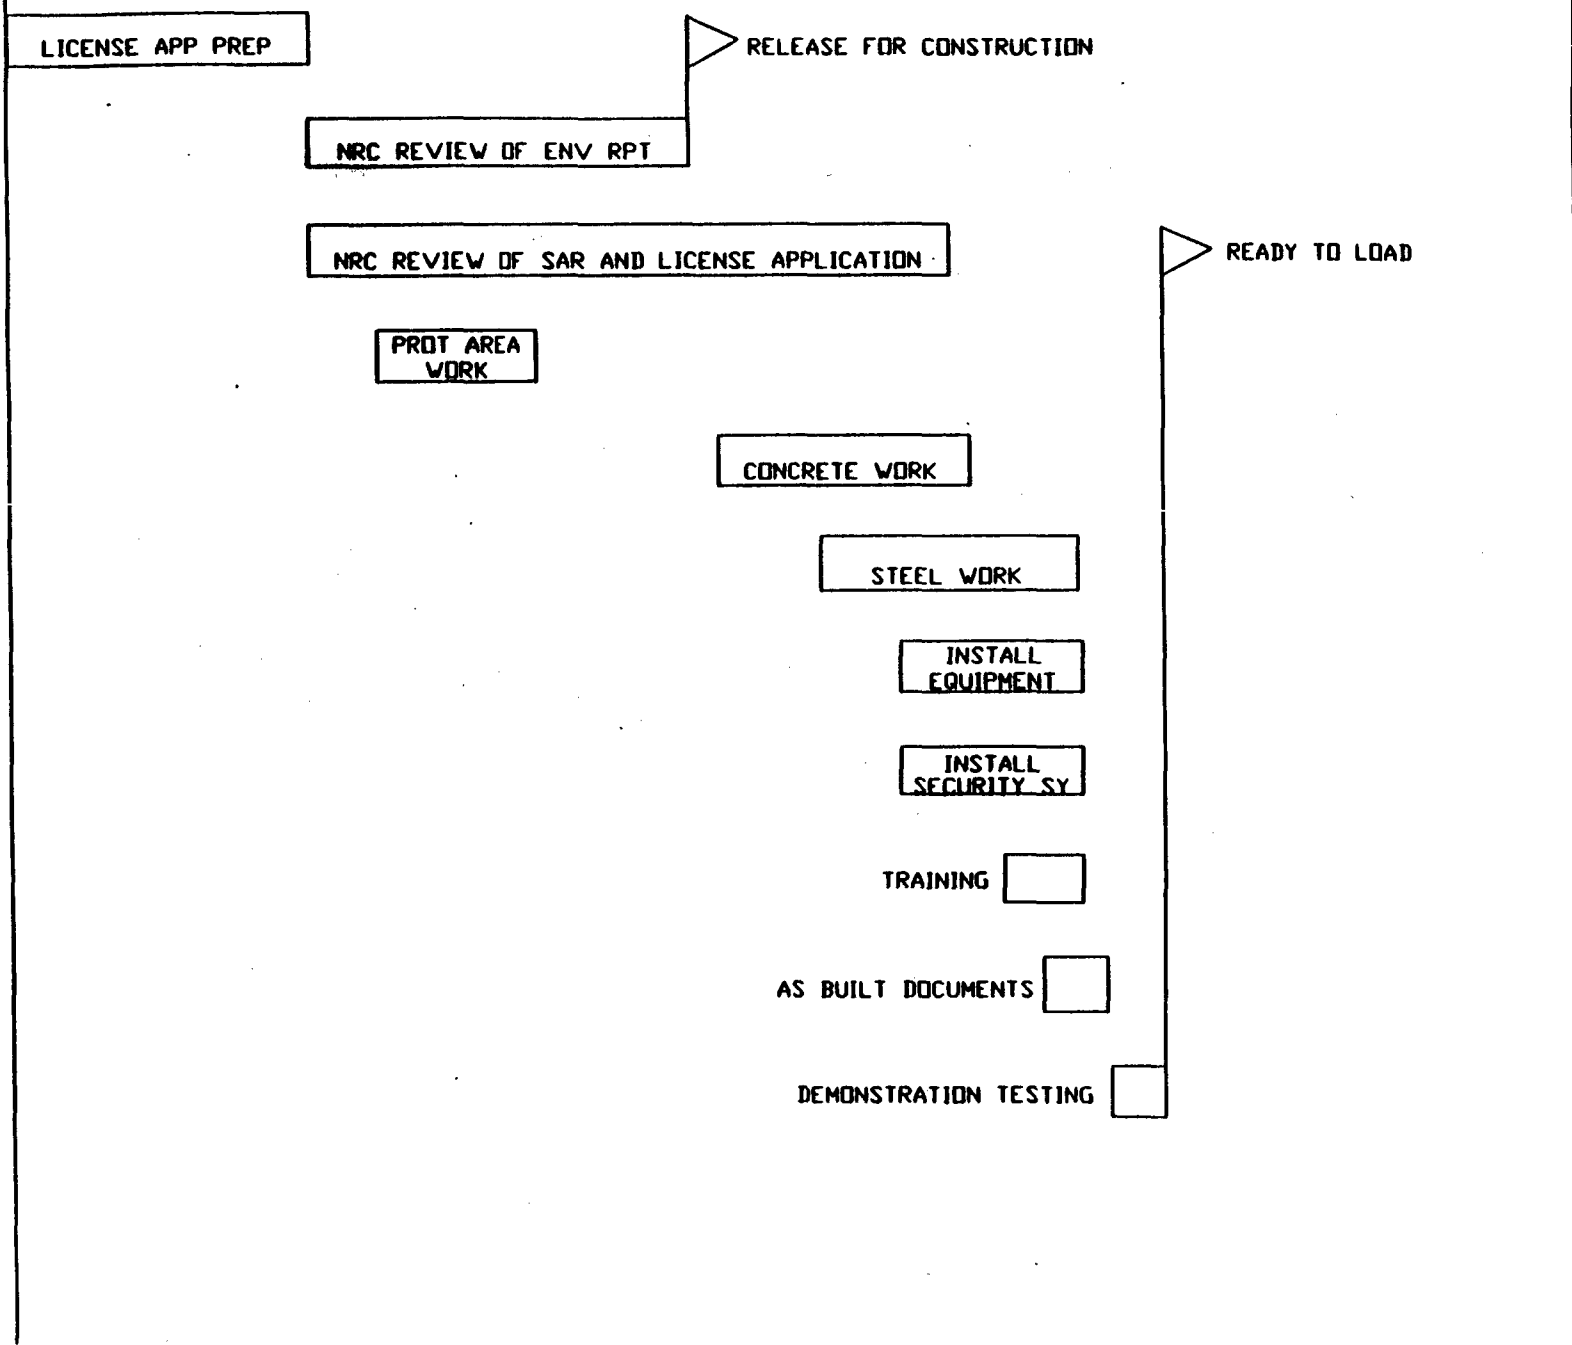 LICENSE APP PREP
RELEASE FOR CONSTRUCTION
NRC REVIEW OF ENV RPT
NRC REVIEW OF SAR AND LICENSE APPLICATION
READY TO LOAD
PROT AREA
WORK
CONCRETE WORK
STEEL WORK
INSTALL
EQUIPMENT
INSTALL
SECURITY SY
TRAINING
AS BUILT DOCUMENTS
DEMONSTRATION TESTING